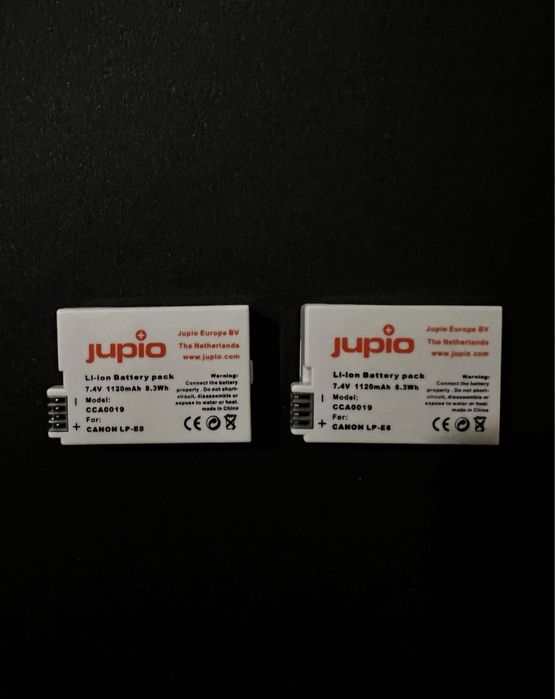 jupio
Jupio Europe BV
The Netherlands
www.jupio.com
Li-Ion Battery pack
7.4V 1120mAh 8.3Wh
Model:
CCA0019
For:
CANON LP-E8
Warning:
Connect the battery
properly . Do not short-
circuit, disassemble or
expose to water or heat.
made in China
CE
- 
+
jupio
Jupio Europe BV
The Netherlands
www.jupio.com
Li-Ion Battery pack
7.4V 1120mAh 8.3Wh
Model:
CCA0019
For:
CANON LP-E8
Warning:
Connect the battery
properly . Do not short-
circuit, disassemble or
expose to water or heat.
made in China
CE
-
+